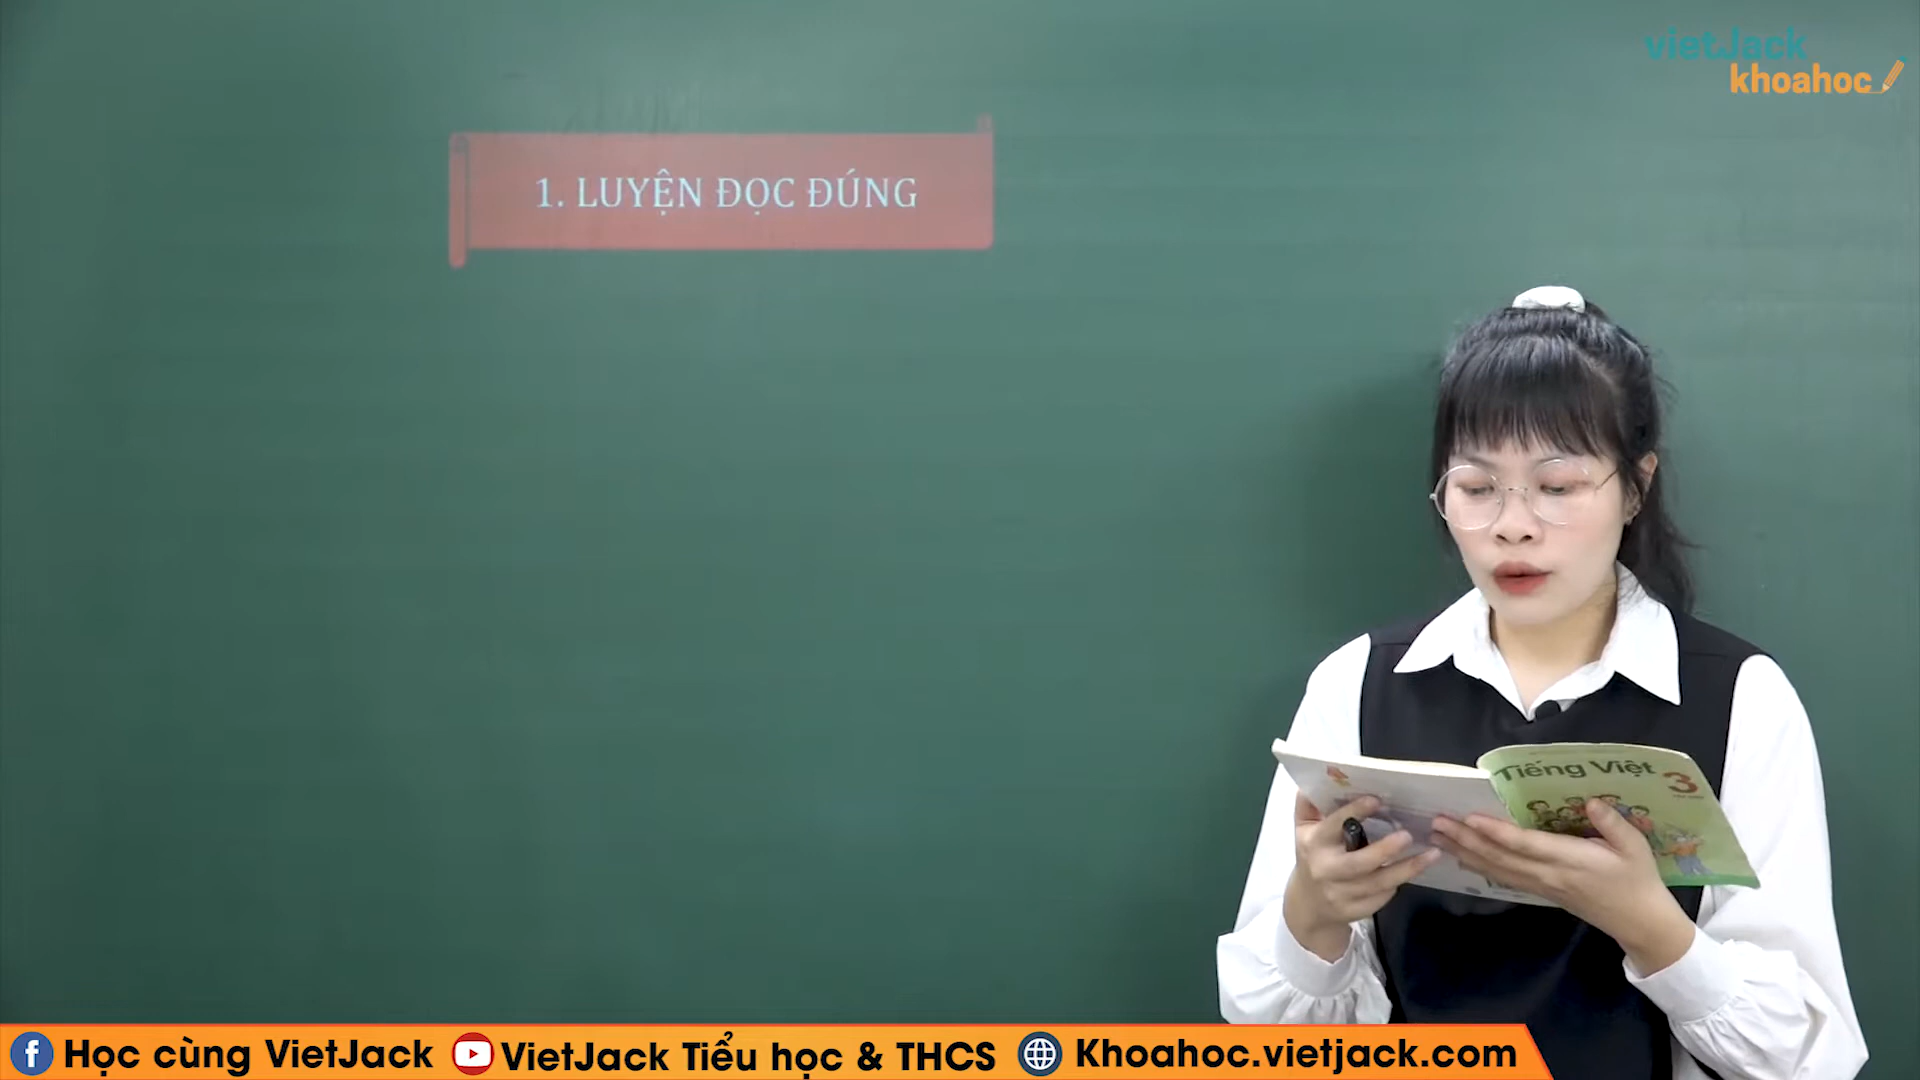 vietJack
khoahoc
1. LUYỆN ĐỌC ĐÚNG
Tiếng Việt 3
Học cùng VietJack
VietJack Tiểu học & THCS
Khoahoc.vietjack.com